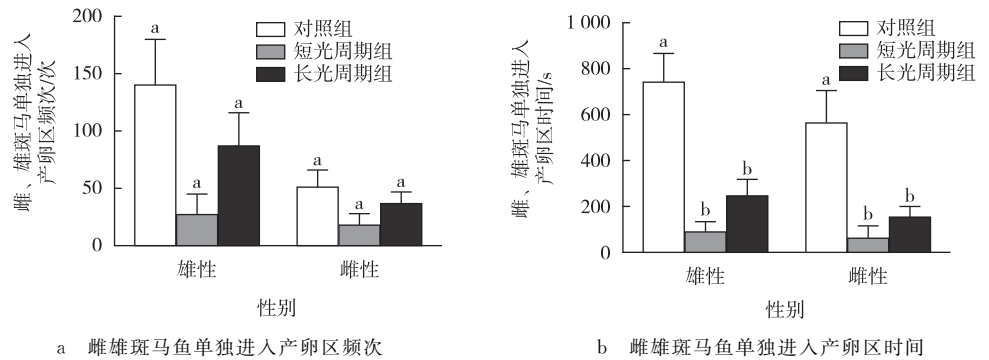 200
150
100
50
0
雌、雄斑马单独进入
产卵区频次/次
对照组
短光周期组
长光周期组
a
a
a
a
a
a
雄性
雌性
性别
a 雌雄斑马鱼单独进入产卵区频次
1 000
800
600
400
200
0
雌、雄斑马单独进入
产卵区时间/s
对照组
短光周期组
长光周期组
a
b
b
a
b
b
雄性
雌性
性别
b 雌雄斑马鱼单独进入产卵区时间